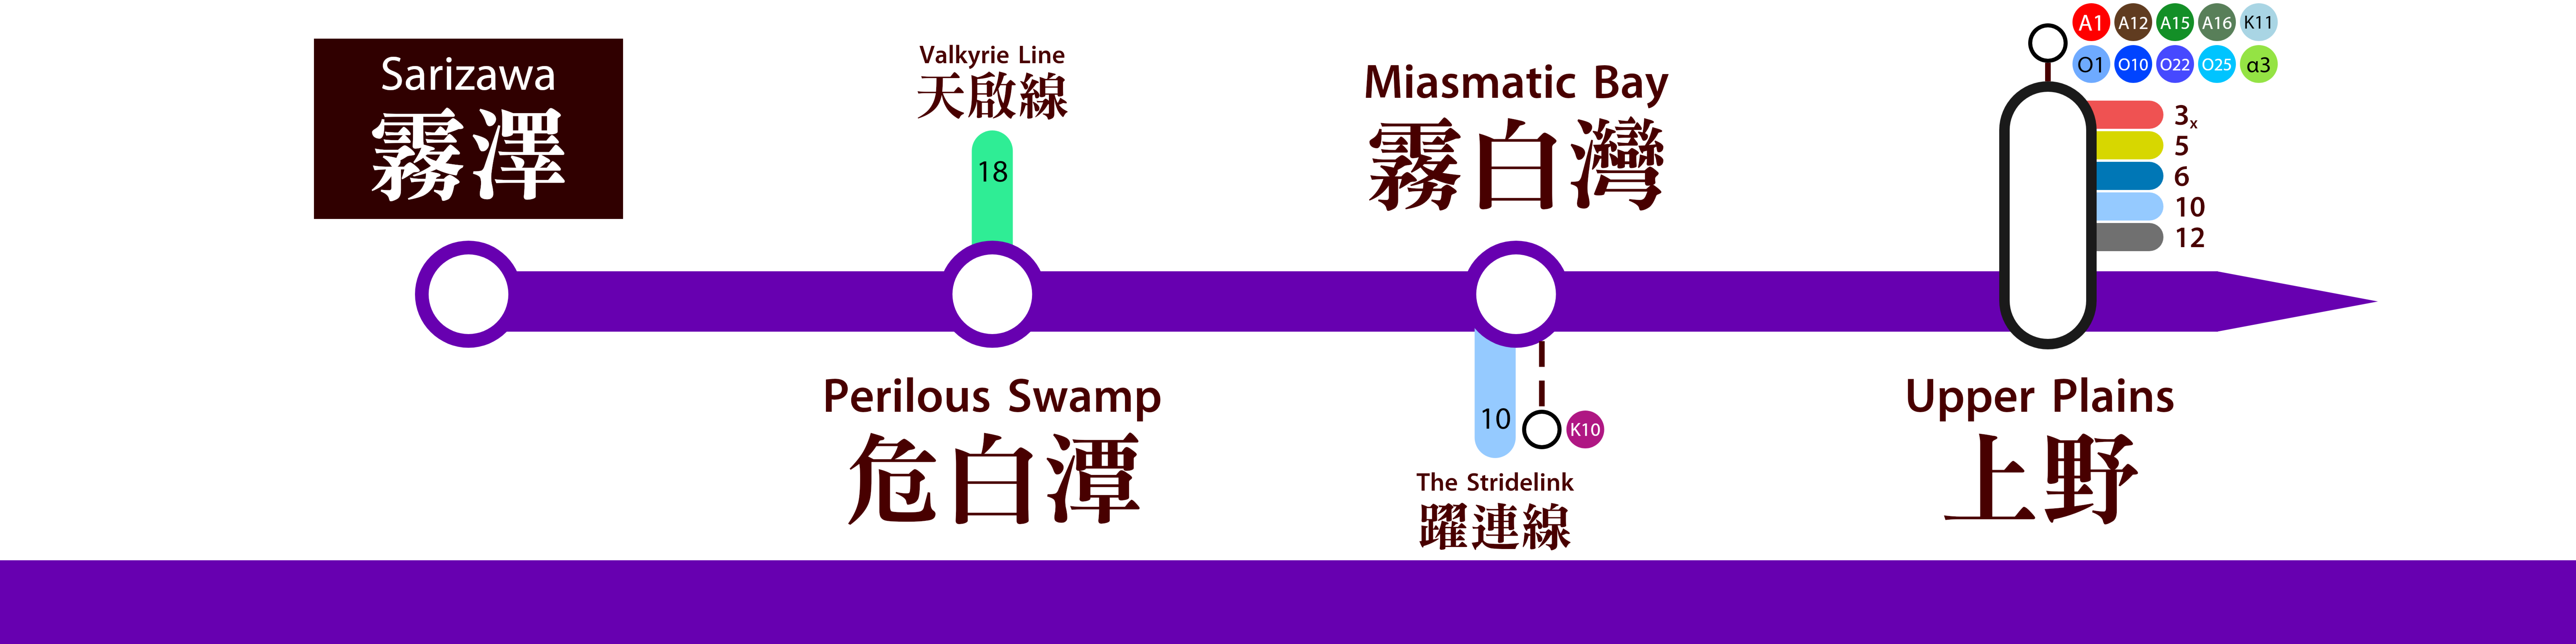 Sarizawa
霧澤
Valkyrie Line
天啟線
18
Perilous Swamp
危白潭
Miasmatic Bay
霧白灣
10
K10
The Stridelink
躍連線
A1 A12 A15 A16 K11
O1 O10 O22 O25 α3
3x
5
6
10
12
Upper Plains
上野